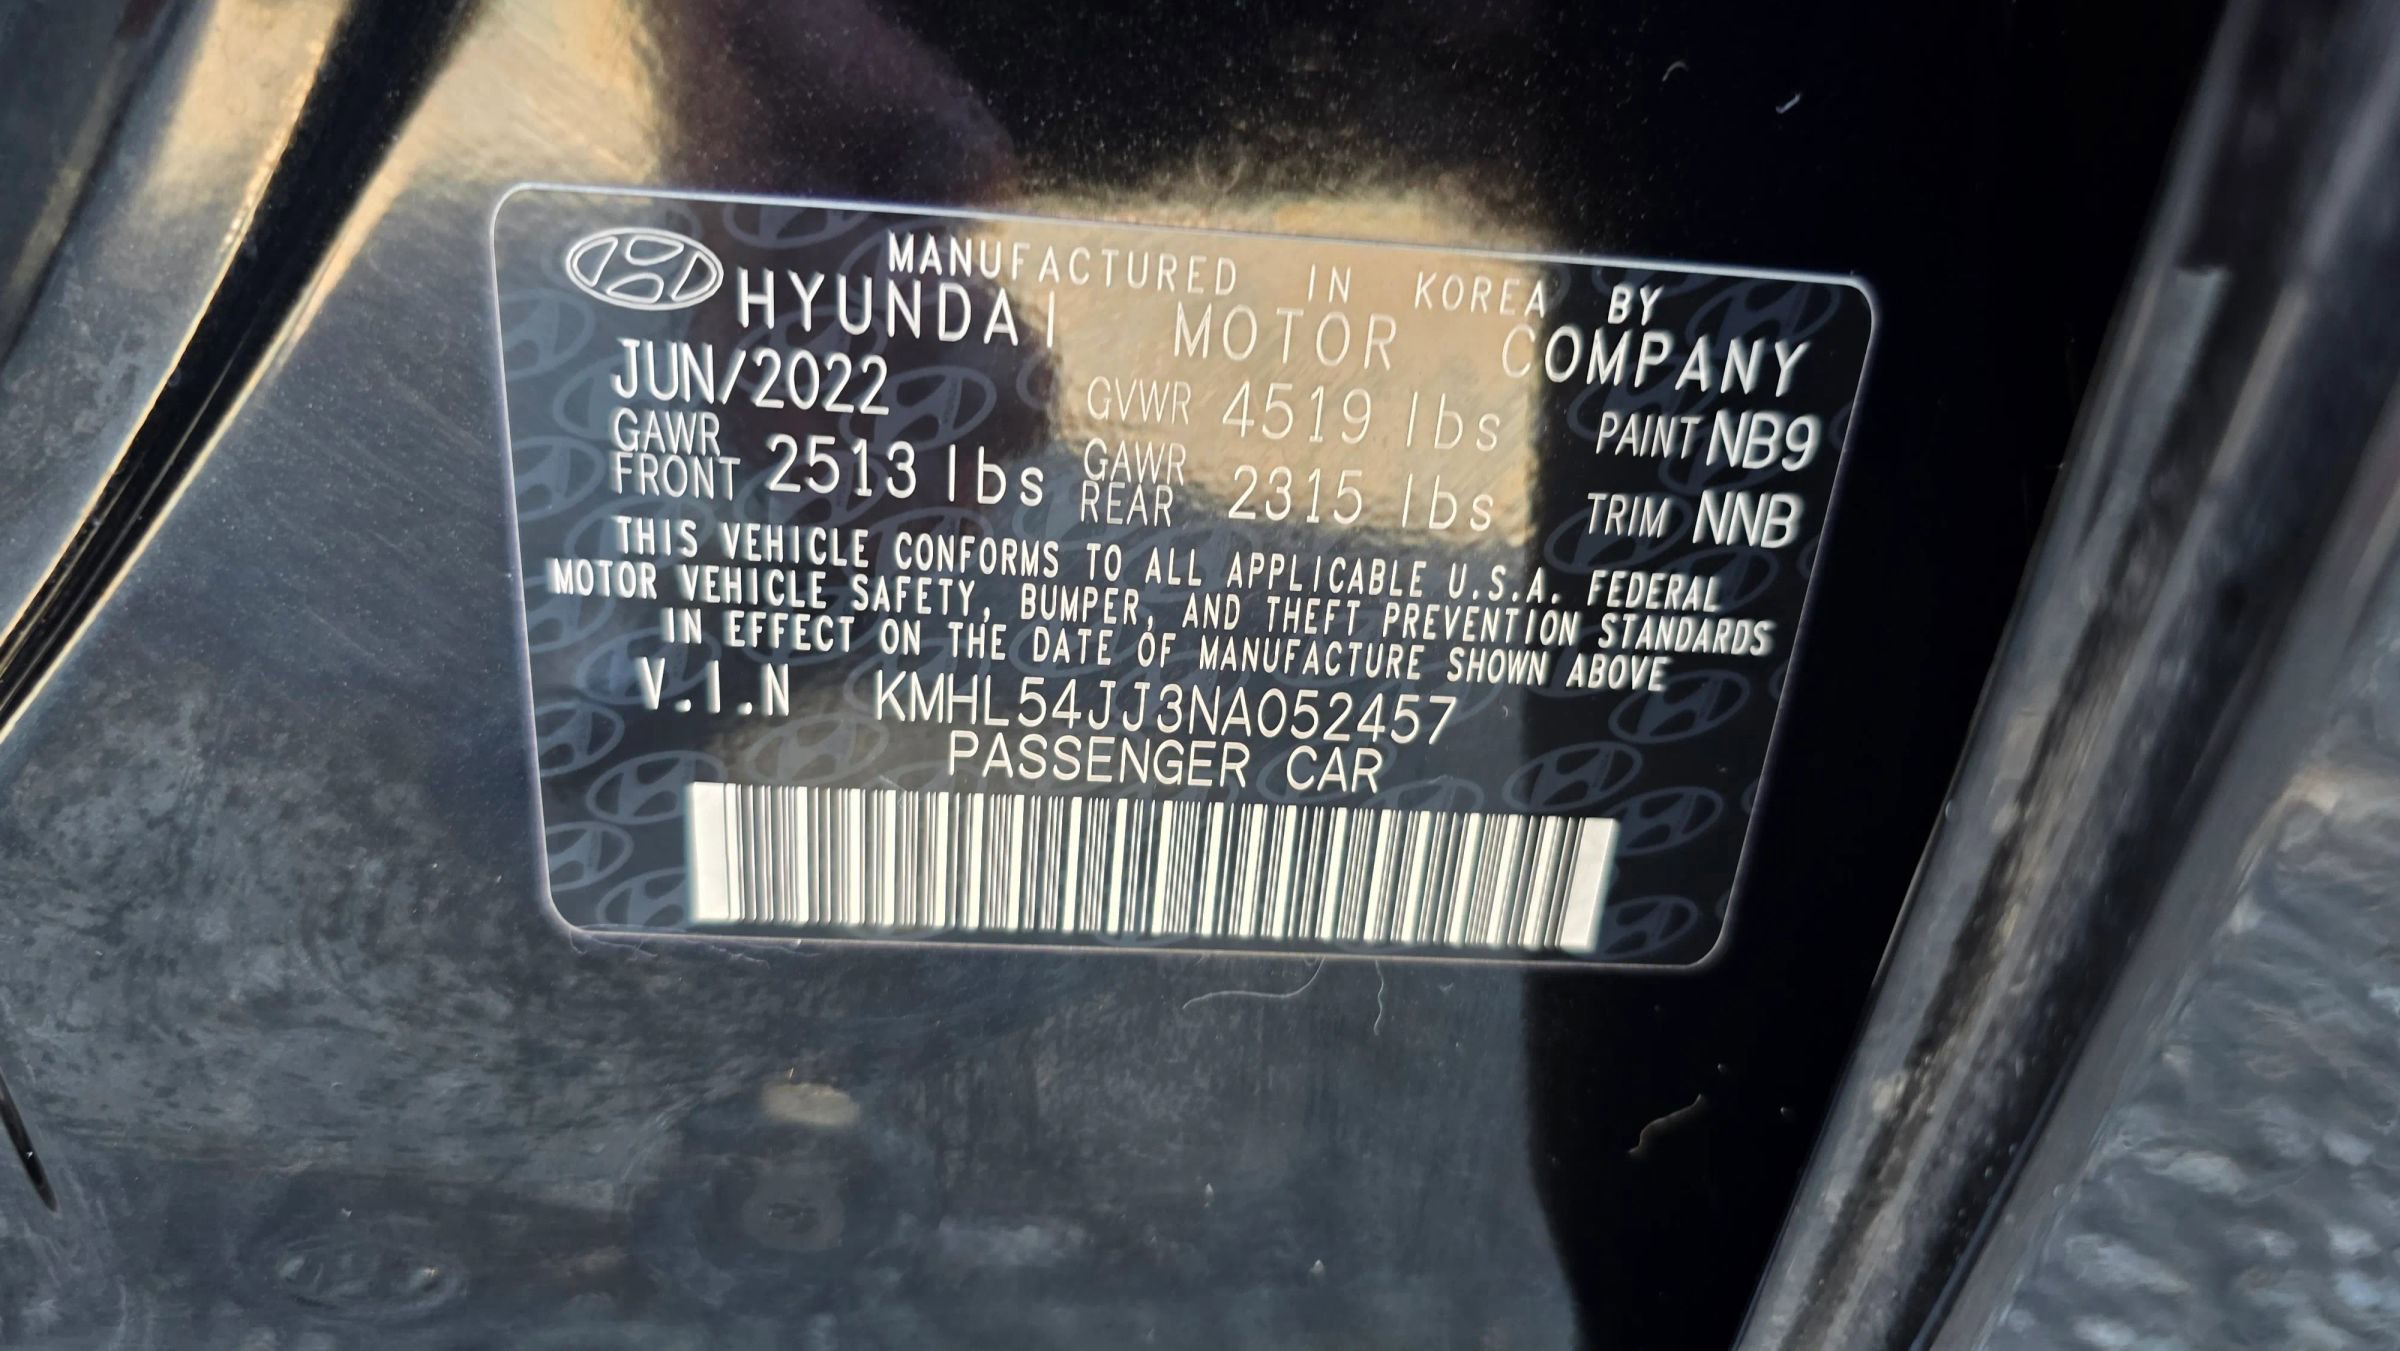 MANUFACTURED IN KOREA BY
HYUNDAI MOTOR COMPANY
JUN/2022 GVWR 4519 lbs PAINT NB9
GAWR FRONT 2513 lbs GAWR REAR 2315 lbs TRIM NNB
THIS VEHICLE CONFORMS TO ALL APPLICABLE U.S.A. FEDERAL
MOTOR VEHICLE SAFETY, BUMPER, AND THEFT PREVENTION STANDARDS
IN EFFECT ON THE DATE OF MANUFACTURE SHOWN ABOVE
V.I.N KMHL54JJ3NA052457
PASSENGER CAR